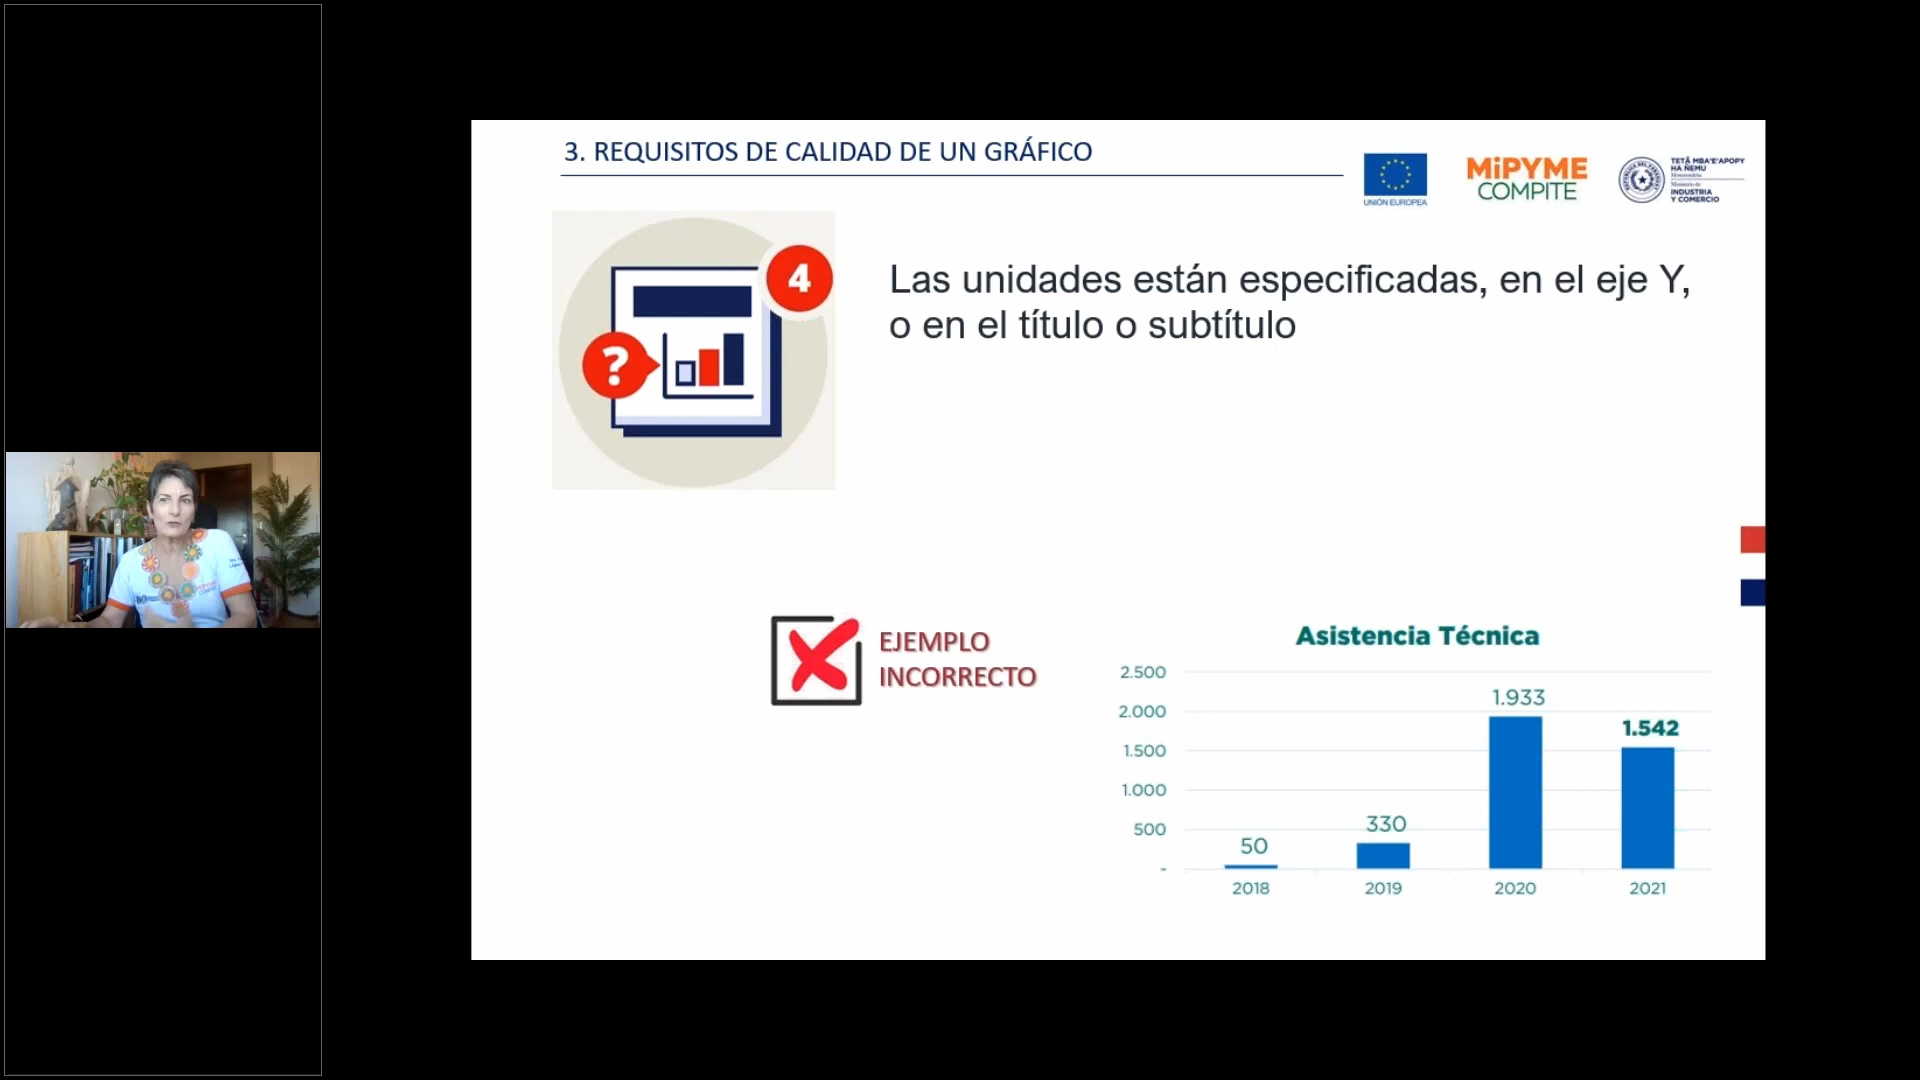 3. REQUISITOS DE CALIDAD DE UN GRÁFICO
UNIÓN EUROPEA
MiPYME
COMPITE
TETÃ MBA'E'APOPY
HA ÑEMU
Ministerio de
INDUSTRIA
Y COMERCIO
4
?
Las unidades están especificadas, en el eje Y,
o en el título o subtítulo
EJEMPLO
INCORRECTO
Asistencia Técnica
2.500
2.000
1.500
1.000
500
-
50
330
1.933
1.542
2018
2019
2020
2021